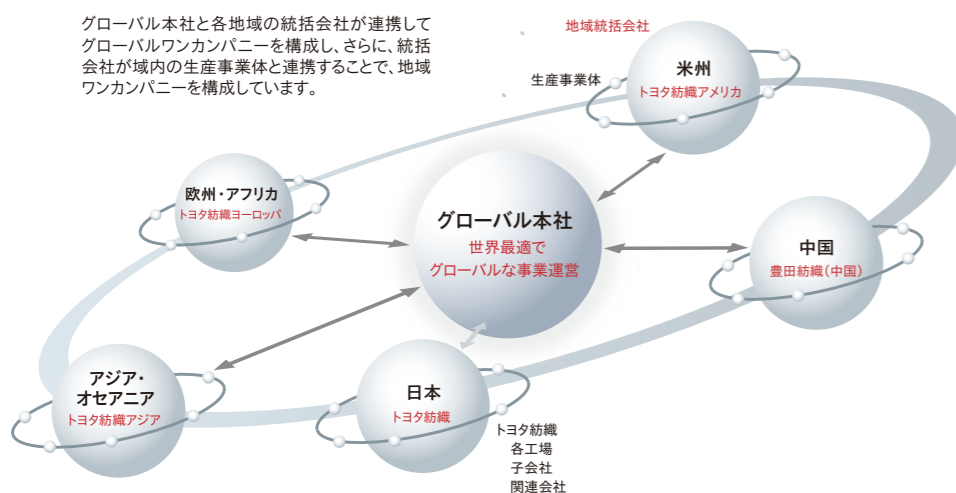 グローバル本社と各地域の統括会社が連携して
グローバルワンカンパニーを構成し、さらに、統括
会社が域内の生産事業体と連携することで、地域
ワンカンパニーを構成しています。
地域統括会社
生産事業体
米州
トヨタ紡織アメリカ
欧州・アフリカ
トヨタ紡織ヨーロッパ
グローバル本社
世界最適で
グローバルな事業運営
中国
豊田紡織(中国)
アジア・
オセアニア
トヨタ紡織アジア
日本
トヨタ紡織
トヨタ紡織
各工場
子会社
関連会社